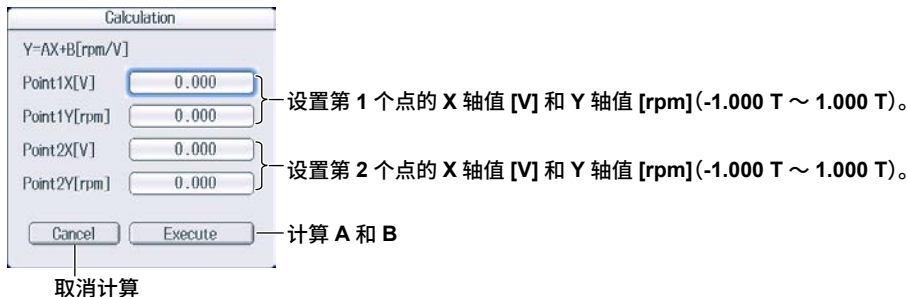 Calculation
Y=AX+B[rpm/V]
Point1X[V] 0.000
设置第 1 个点的 X 轴值 [V] 和 Y 轴值 [rpm](-1.000 T ～ 1.000 T)。
Point1Y[rpm] 0.000
Point2X[V] 0.000
设置第 2 个点的 X 轴值 [V] 和 Y 轴值 [rpm](-1.000 T ～ 1.000 T)。
Point2Y[rpm] 0.000
Cancel Execute 计算 A 和 B
取消计算